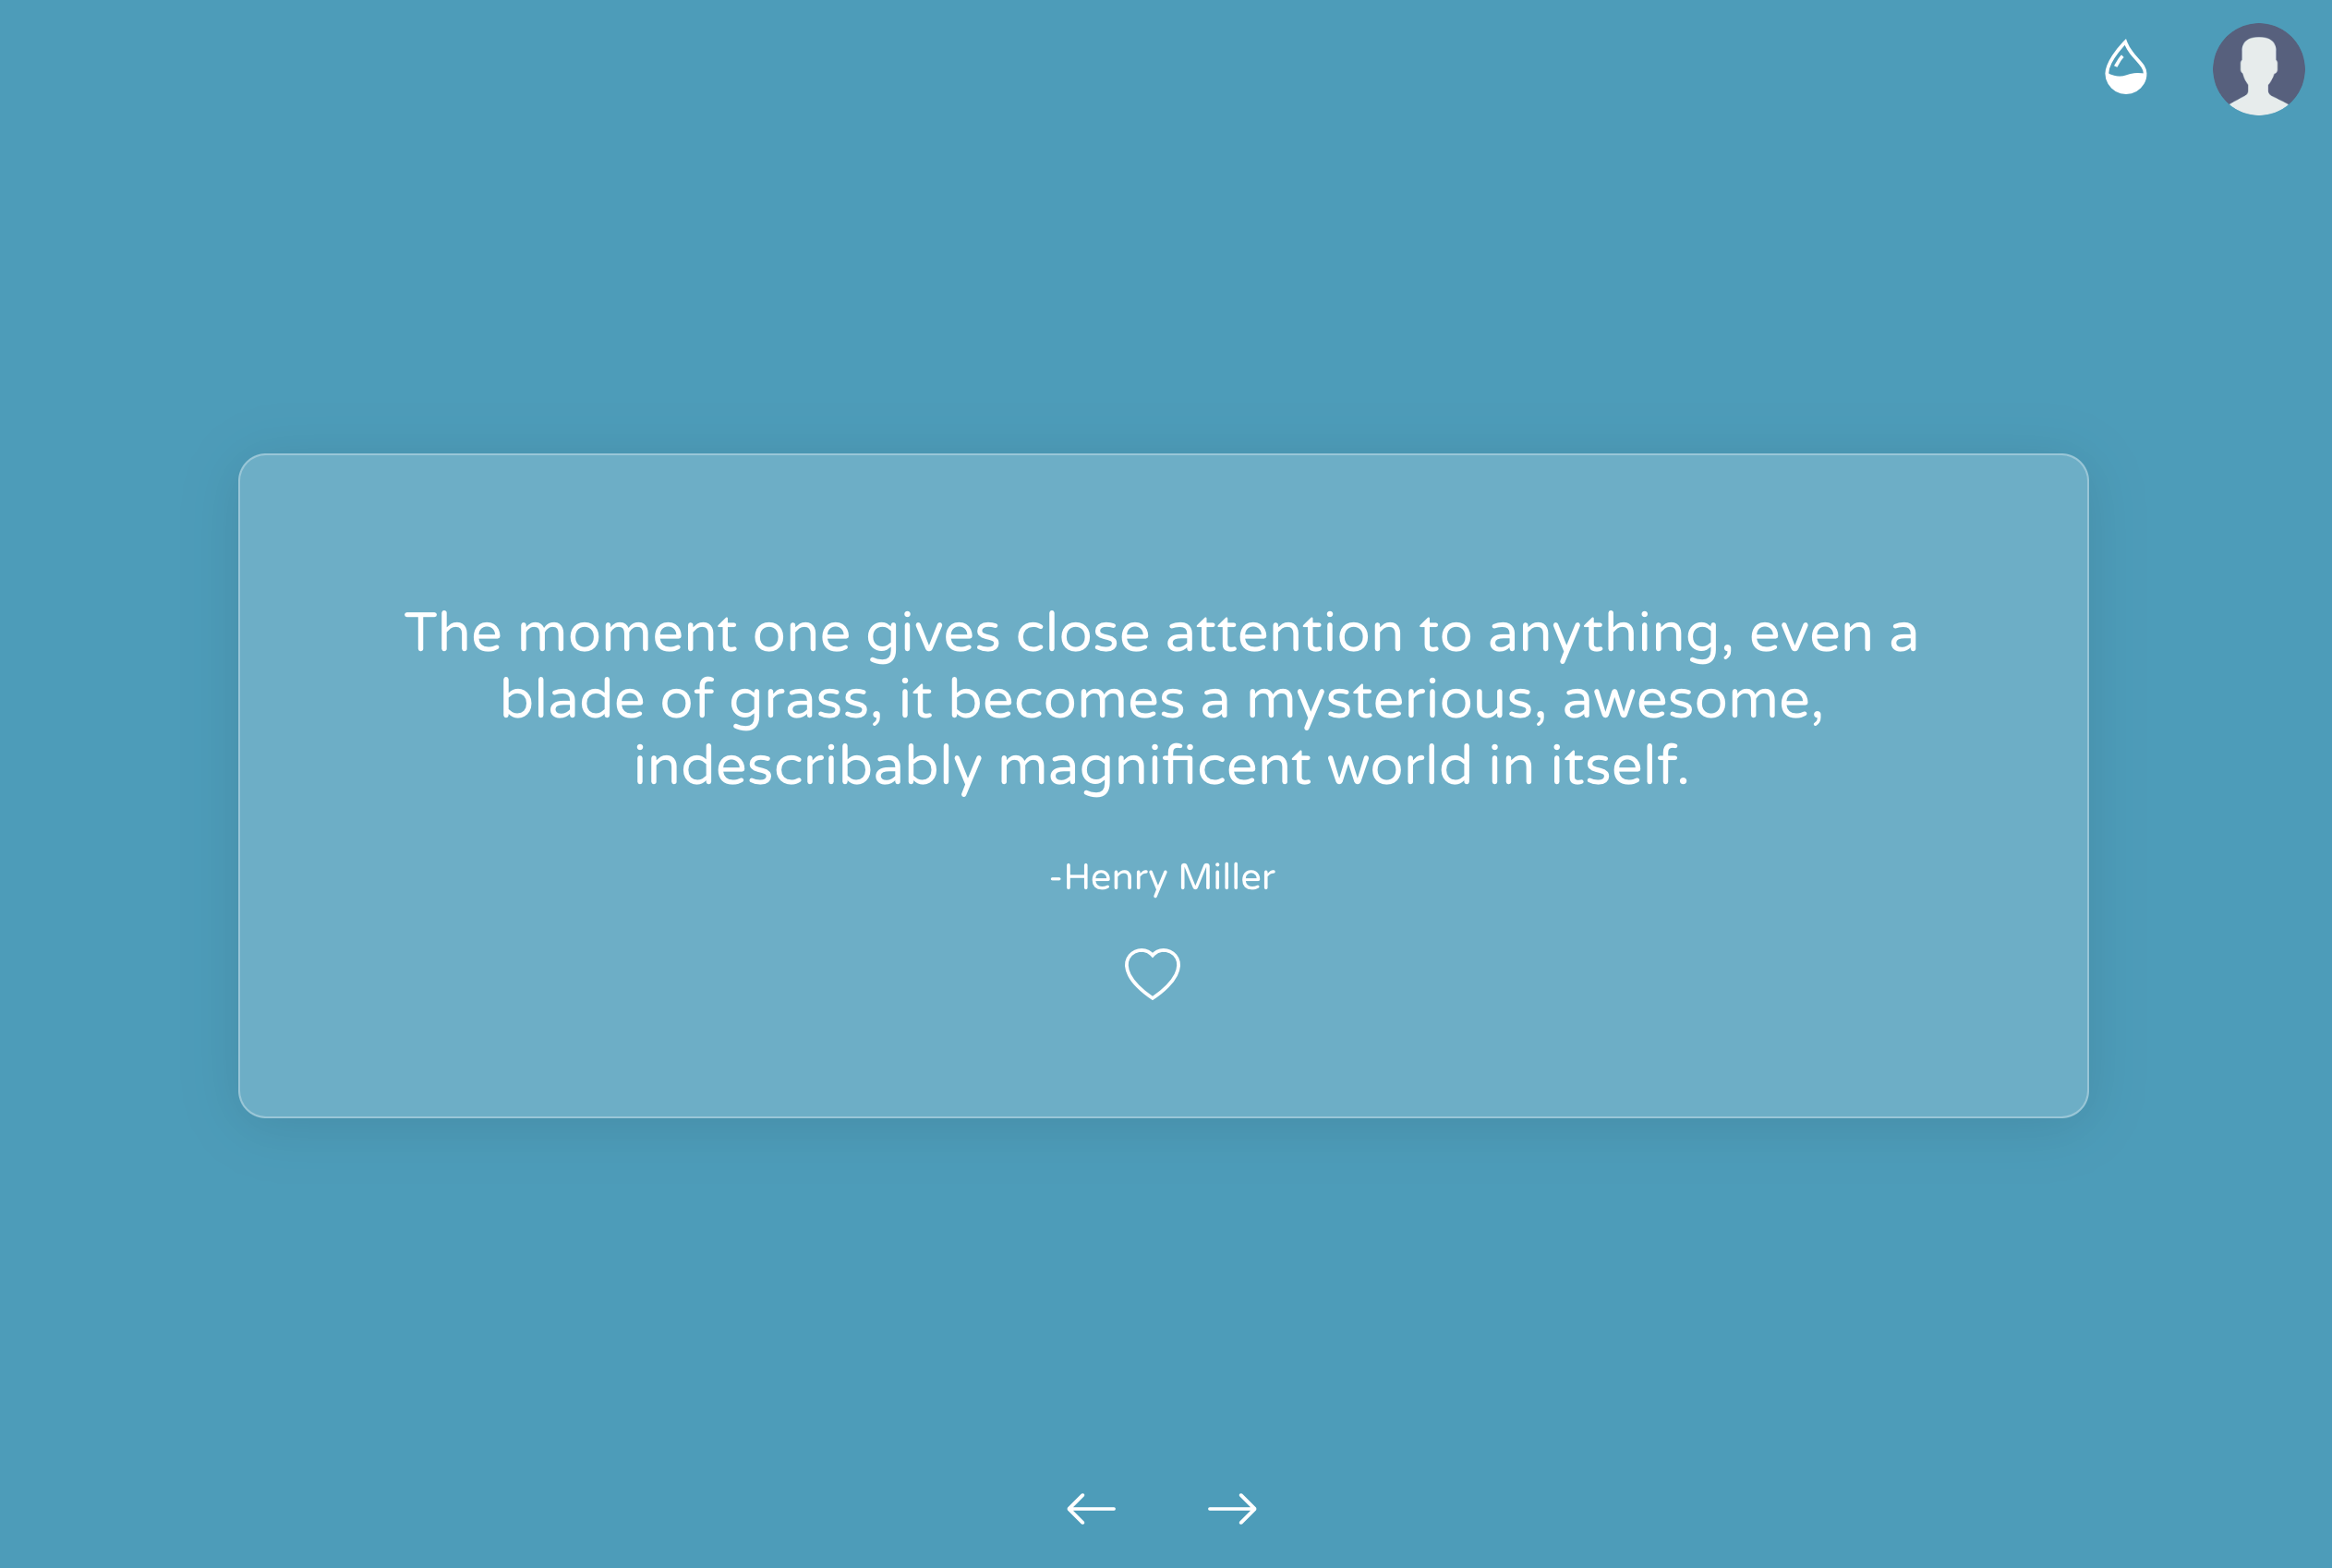 The moment one gives close attention to anything, even a
blade of grass, it becomes a mysterious, awesome,
indescribably magnificent world in itself.
-Henry Miller